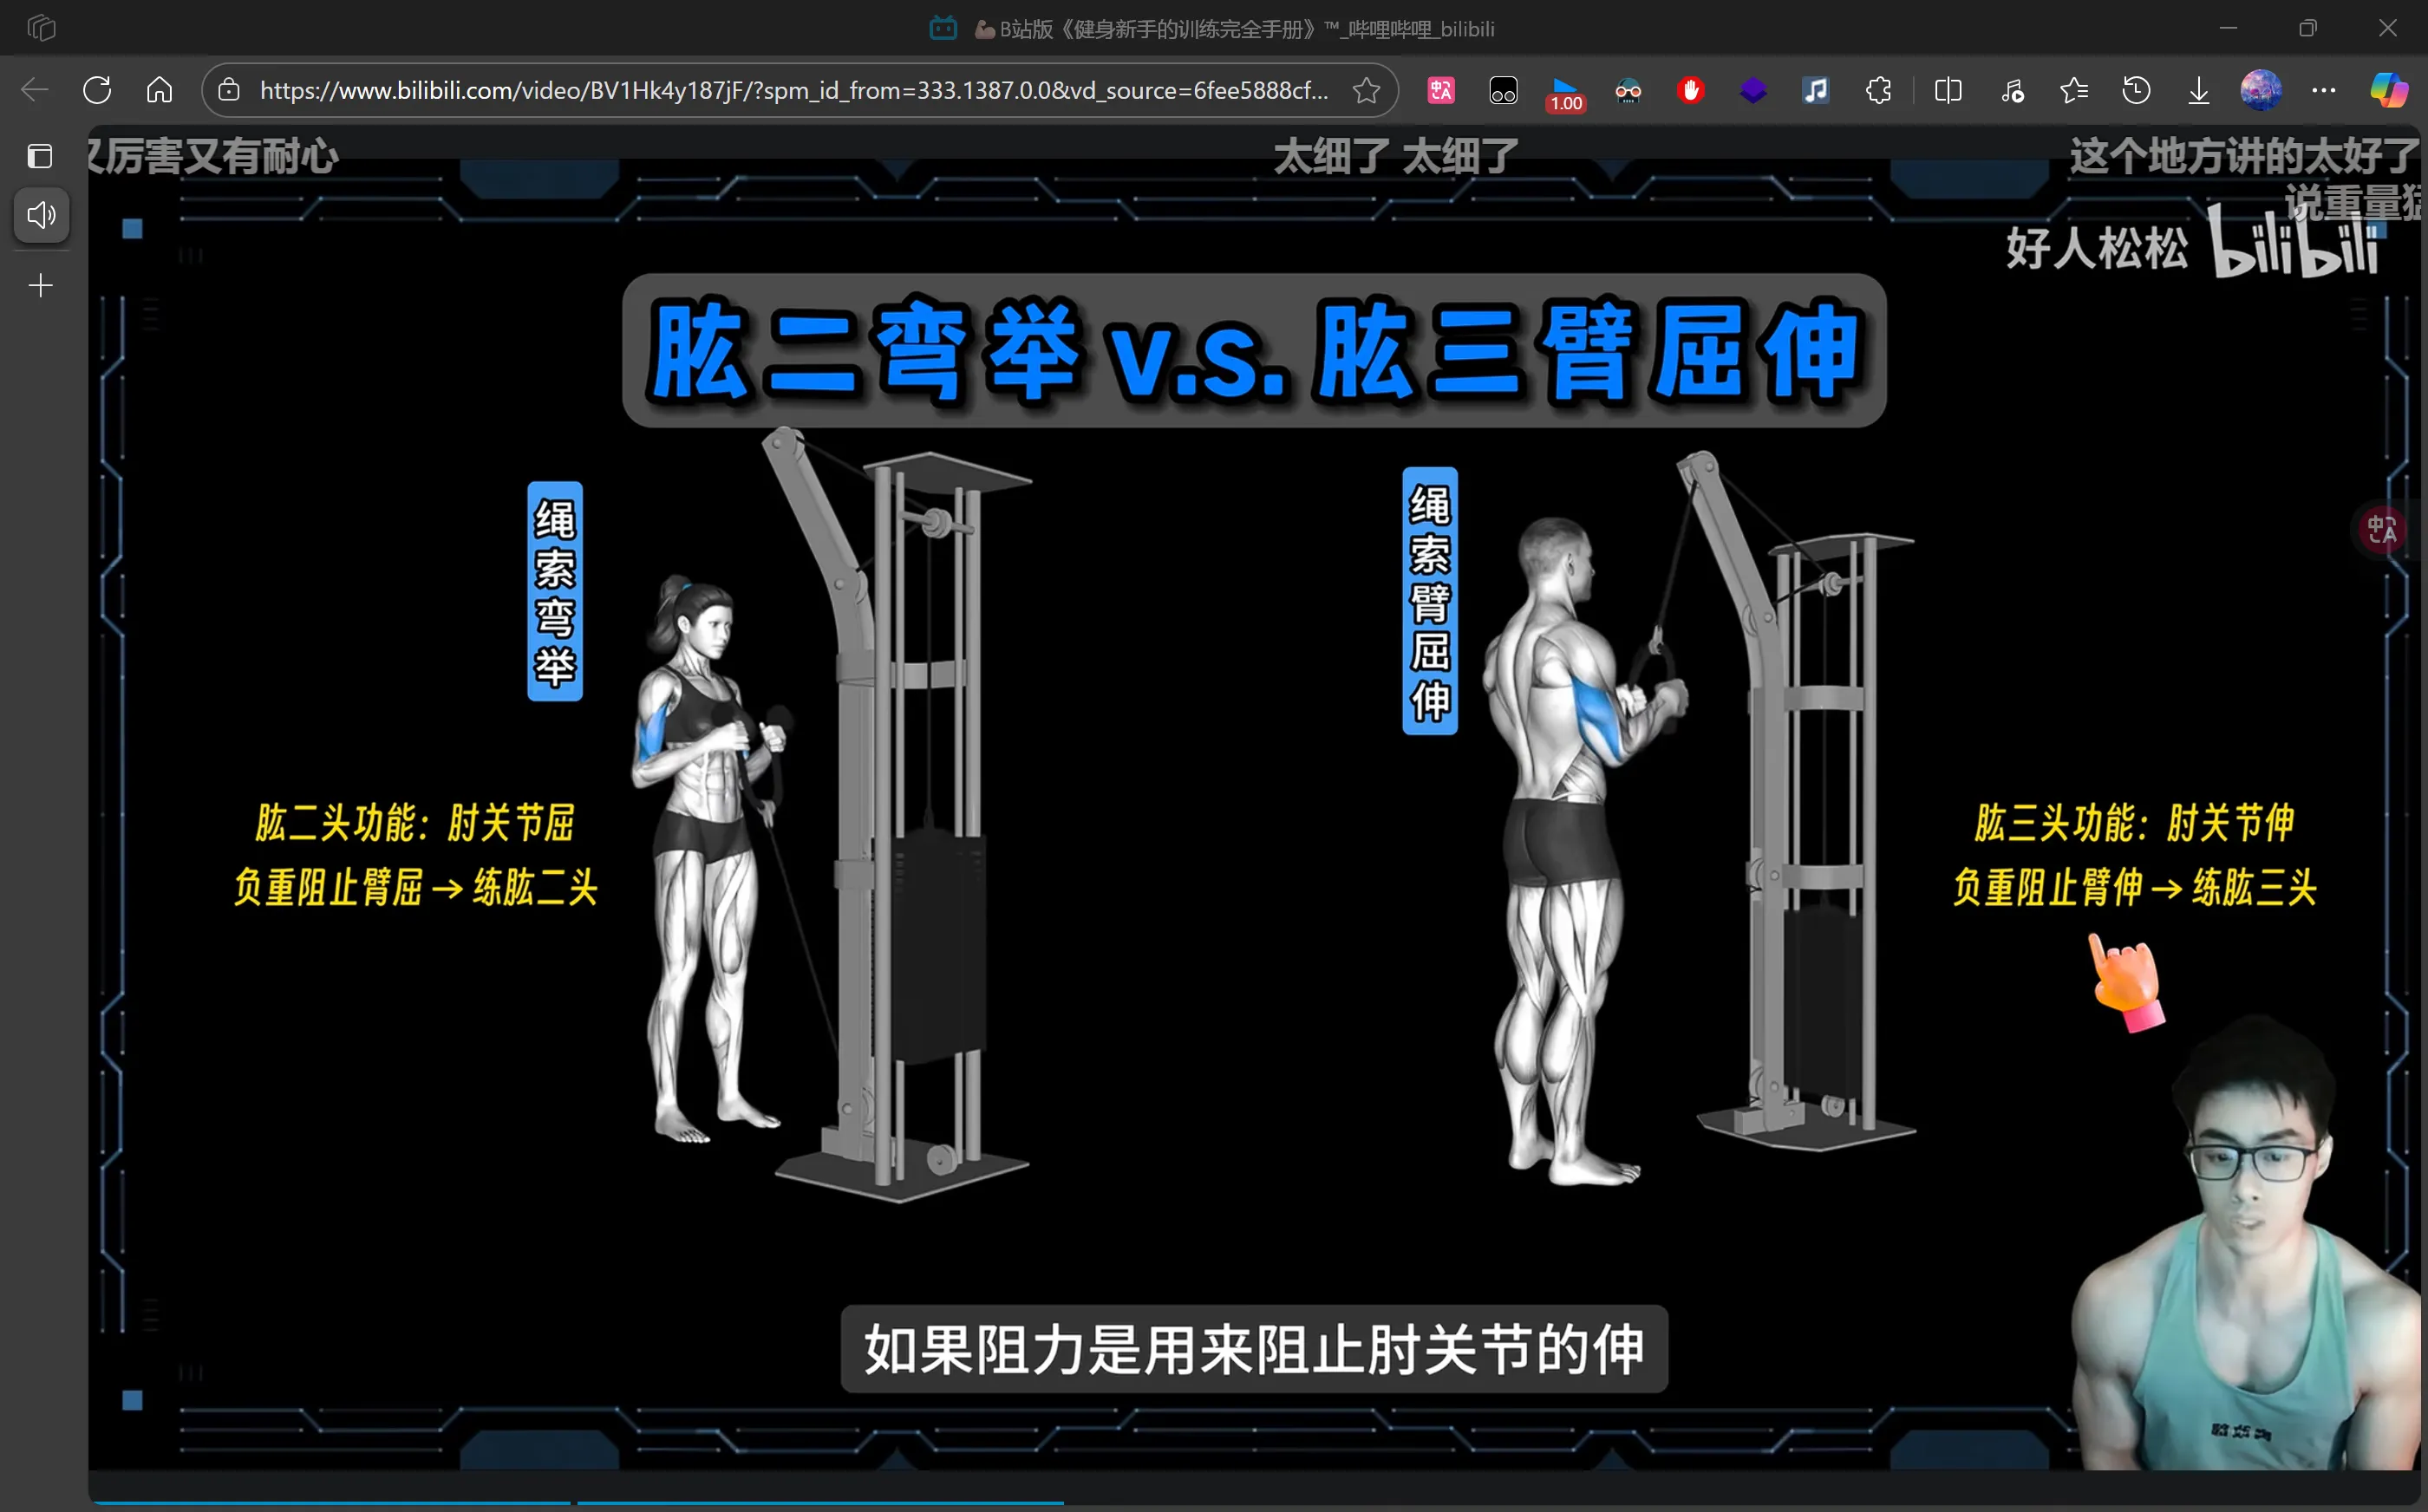 💪🏽B站版《健身新手的训练完全手册》™_哔哩哔哩_bilibili
https://www.bilibili.com/video/BV1Hk4y187jF/?spm_id_from=333.1387.0.0&vd_source=6fee5888cf...
1.00
又厉害又有耐心
太细了 太细了
这个地方讲的太好了
说重量
好人松松 bilibili
肱二弯举 v.s. 肱三臂屈伸
绳索弯举
绳索臂屈伸
肱二头功能：肘关节屈
负重阻止臂屈→练肱二头
肱三头功能：肘关节伸
负重阻止臂伸→练肱三头
如果阻力是用来阻止肘关节的伸